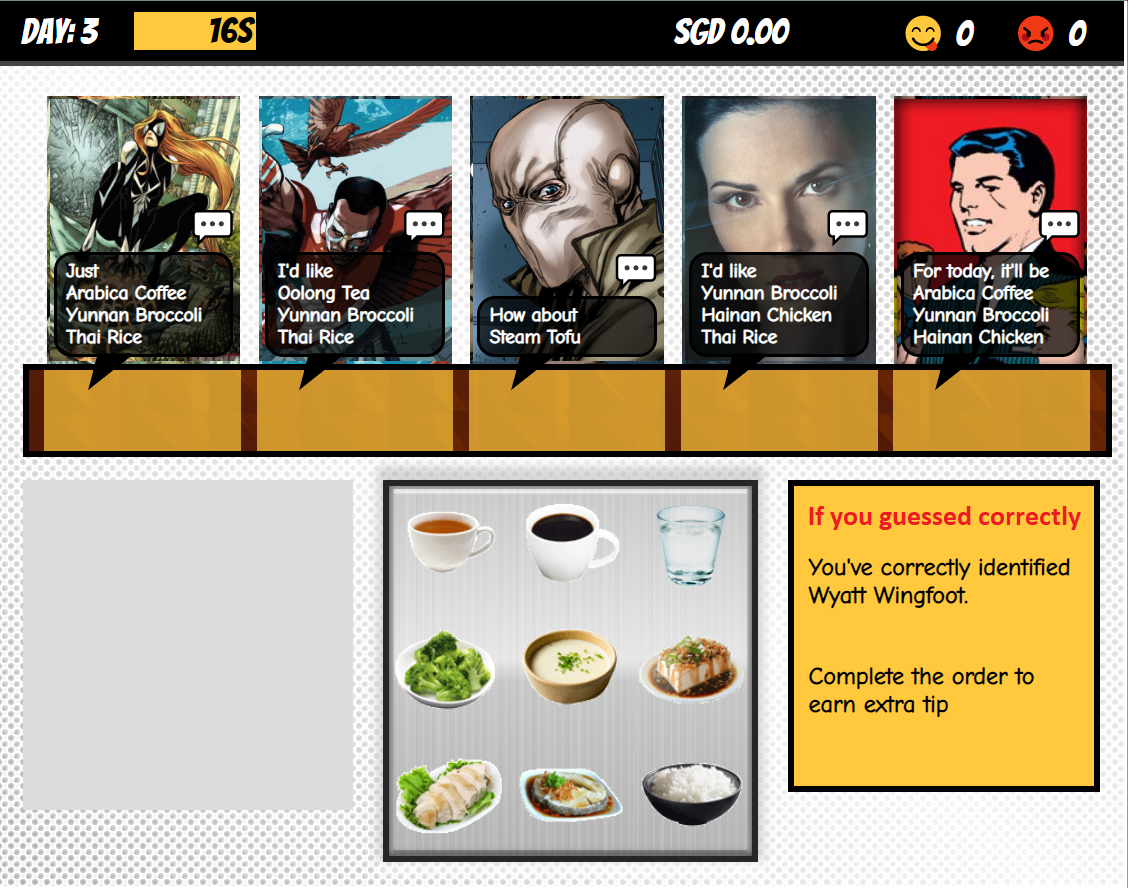 DAY: 3
16S
SGD 0.00
0
0
Just
Arabica Coffee
Yunnan Broccoli
Thai Rice
I'd like
Oolong Tea
Yunnan Broccoli
Thai Rice
How about
Steam Tofu
I'd like
Yunnan Broccoli
Hainan Chicken
Thai Rice
For today, it'll be
Arabica Coffee
Yunnan Broccoli
Hainan Chicken
If you guessed correctly
You've correctly identified
Wyatt Wingfoot.
Complete the order to
earn extra tip